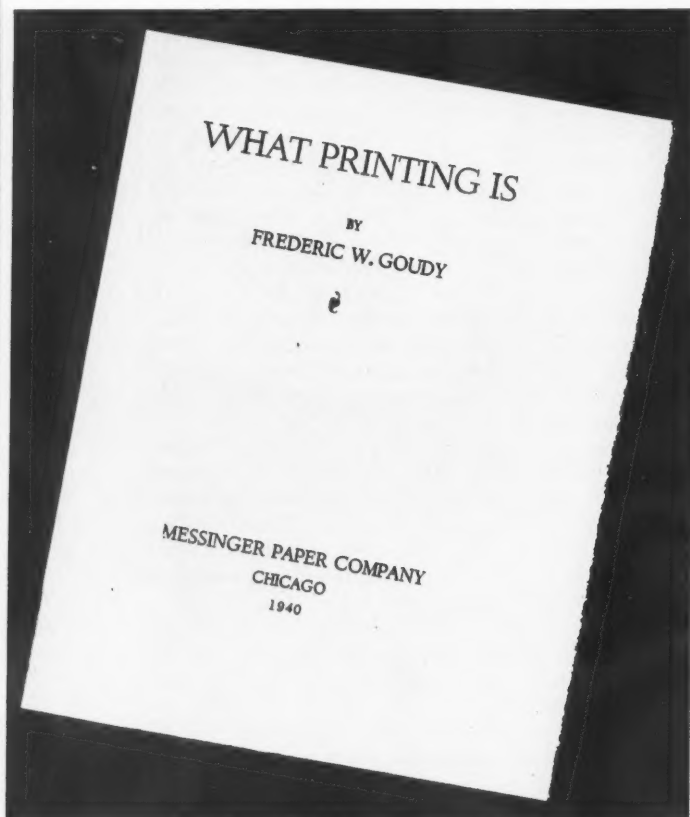 WHAT PRINTING IS
BY
FREDERIC W. GOUDY
MESSINGER PAPER COMPANY
CHICAGO
1940